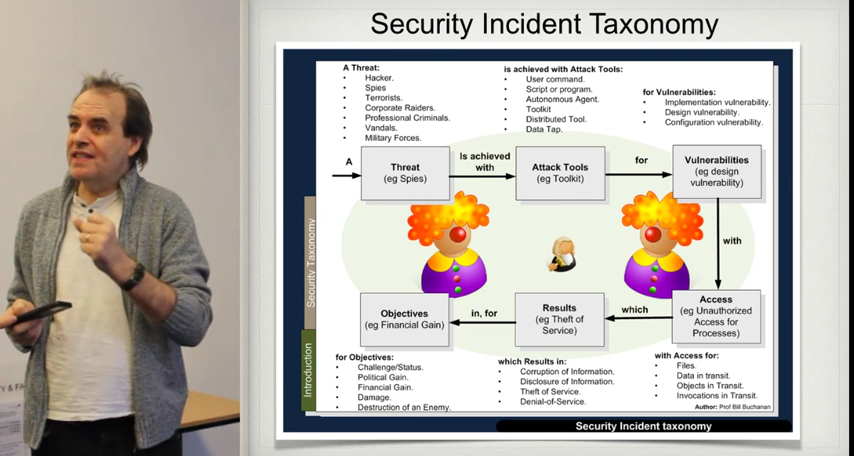 Security Incident Taxonomy
A Threat:
• Hacker.
• Spies
• Terrorists.
• Corporate Raiders.
• Professional Criminals.
• Vandals.
• Military Forces.
is achieved with Attack Tools:
• User command.
• Script or program.
• Autonomous Agent.
• Toolkit
• Distributed Tool.
• Data Tap.
for Vulnerabilities:
• Implementation vulnerability.
• Design vulnerability.
• Configuration vulnerability.
A
Threat
(eg Spies)
Is achieved
with
Attack Tools
(eg Toolkit)
for
Vulnerabilities
(eg design
vulnerability)
with
Access
(eg Unauthorized
Access for
Processes)
which
Results
(eg Theft of
Service)
in, for
Objectives
(eg Financial Gain)
Security Taxonomy
Introduction
for Objectives:
• Challenge/Status.
• Political Gain.
• Financial Gain.
• Damage.
• Destruction of an Enemy.
which Results in:
• Corruption of Information.
• Disclosure of Information.
• Theft of Service.
• Denial-of-Service.
with Access for:
• Files.
• Data in transit.
• Objects in Transit.
• Invocations in Transit.
Author: Prof Bill Buchanan
Security Incident taxonomy